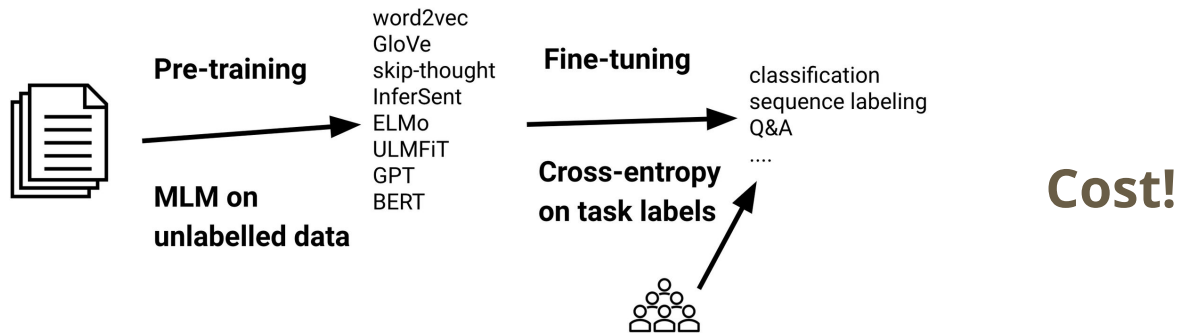 Pre-training
MLM on
unlabelled data
word2vec
GloVe
skip-thought
InferSent
ELMo
ULMFiT
GPT
BERT
Fine-tuning
Cross-entropy
on task labels
classification
sequence labeling
Q&A
....
Cost!